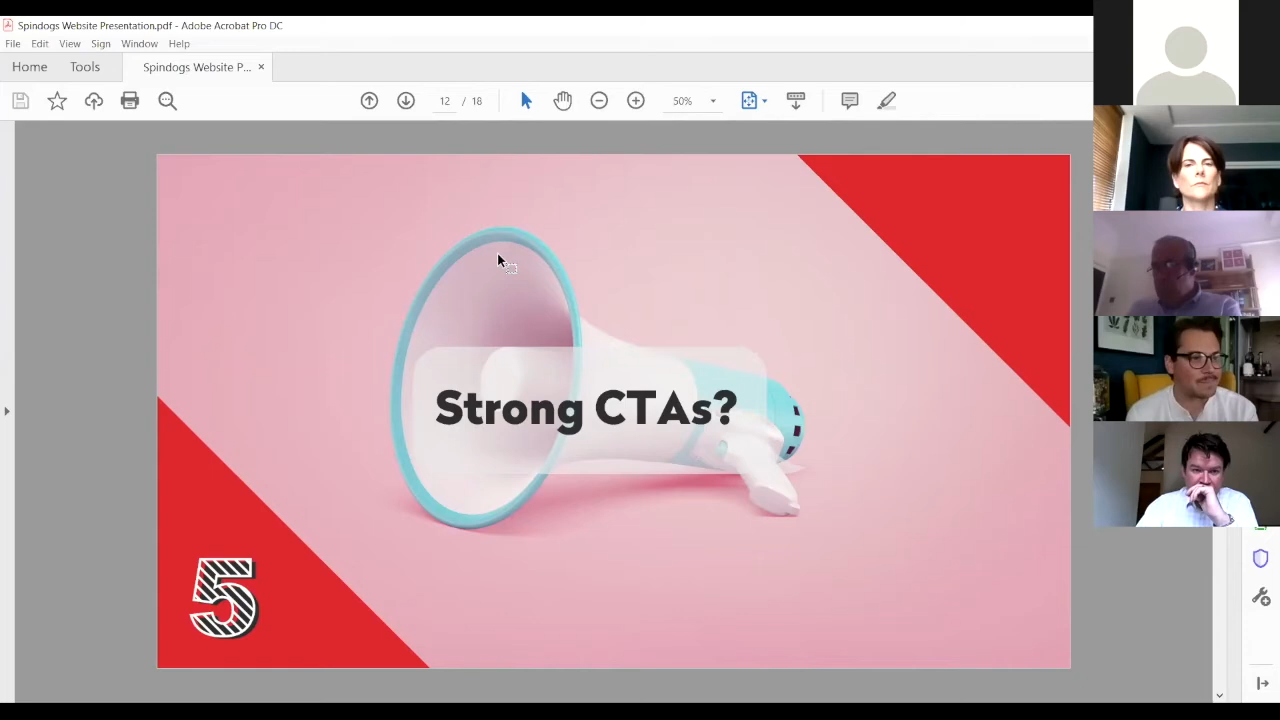 Spindogs Website Presentation.pdf - Adobe Acrobat Pro DC
File Edit View Sign Window Help
Home Tools Spindogs Website P... ×
12 / 18 50%
Strong CTAs?
5